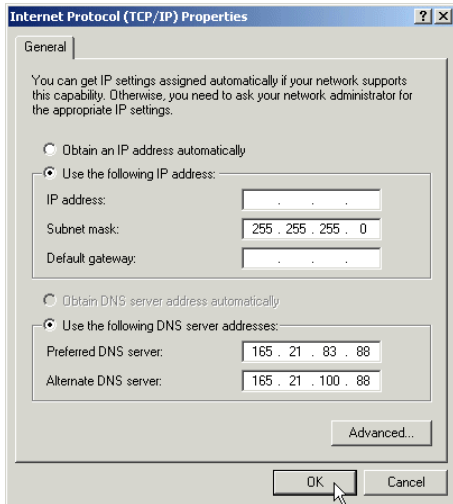 Internet Protocol (TCP/IP) Properties
General
You can get IP settings assigned automatically if your network supports
this capability. Otherwise, you need to ask your network administrator for
the appropriate IP settings.
Obtain an IP address automatically
Use the following IP address:
IP address: . . .
Subnet mask: 255 . 255 . 255 . 0
Default gateway: . . .
Obtain DNS server address automatically
Use the following DNS server addresses:
Preferred DNS server: 165 . 21 . 83 . 88
Alternate DNS server: 165 . 21 . 100 . 88
Advanced...
OK Cancel